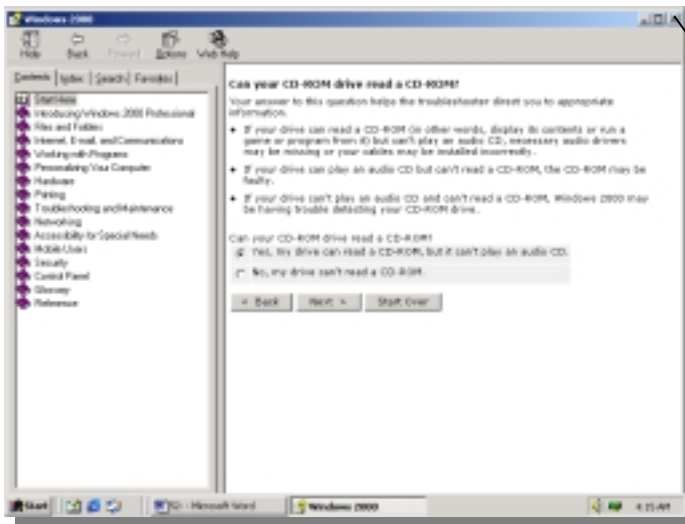 Windows 2000
Hide Back Forward Options Web Help
Contents Index Search Favorites
Start Here
Introducing Windows 2000 Professional
Files and Folders
Internet, E-mail, and Communications
Working with Programs
Personalizing Your Computer
Hardware
Printing
Troubleshooting and Maintenance
Networking
Accessibility for Special Needs
Mobile Users
Security
Control Panel
Glossary
Reference
Can your CD-ROM drive read a CD-ROM?
Your answer to this question helps the troubleshooter direct you to appropriate
information.
• If your drive can read a CD-ROM (in other words, display its contents or run a
game or program from it) but can't play an audio CD, necessary audio drivers
may be missing or your cables may be installed incorrectly.
• If your drive can play an audio CD but can't read a CD-ROM, the CD-ROM may be
faulty.
• If your drive can't play an audio CD and can't read a CD-ROM, Windows 2000 may
be having trouble detecting your CD-ROM drive.
Can your CD-ROM drive read a CD-ROM?
Yes, my drive can read a CD-ROM, but it can't play an audio CD.
No, my drive can't read a CD-ROM.
< Back Next > Start Over
Start Microsoft Word Windows 2000 4:15 AM